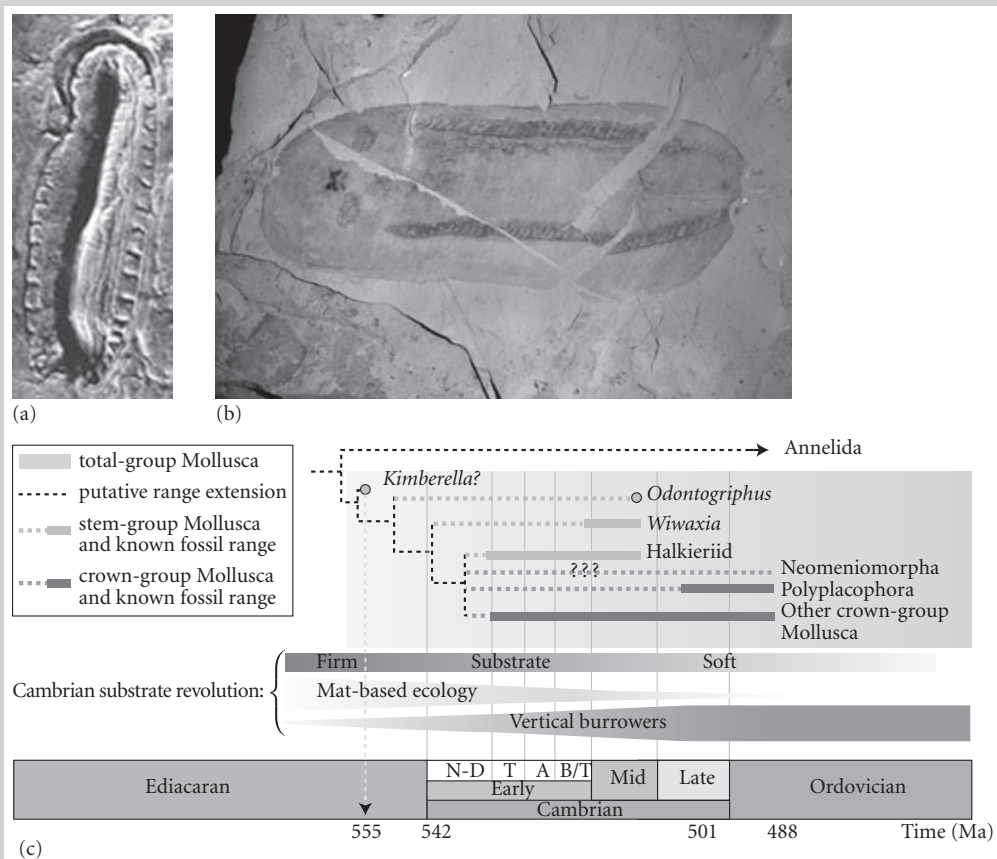 (a)
(b)
total-group Mollusca
putative range extension
stem-group Mollusca
and known fossil range
crown-group Mollusca
and known fossil range
Annelida
Kimberella?
Odontogriphus
Wiwaxia
Halkieriid
???
Neomeniomorpha
Polyplacophora
Other crown-group
Mollusca
Cambrian substrate revolution:
Firm Substrate Soft
Mat-based ecology
Vertical burrowers
Ediacaran
N-D T A B/T
Early
Mid
Late
Cambrian
Ordovician
555 542 501 488 Time (Ma)
(c)